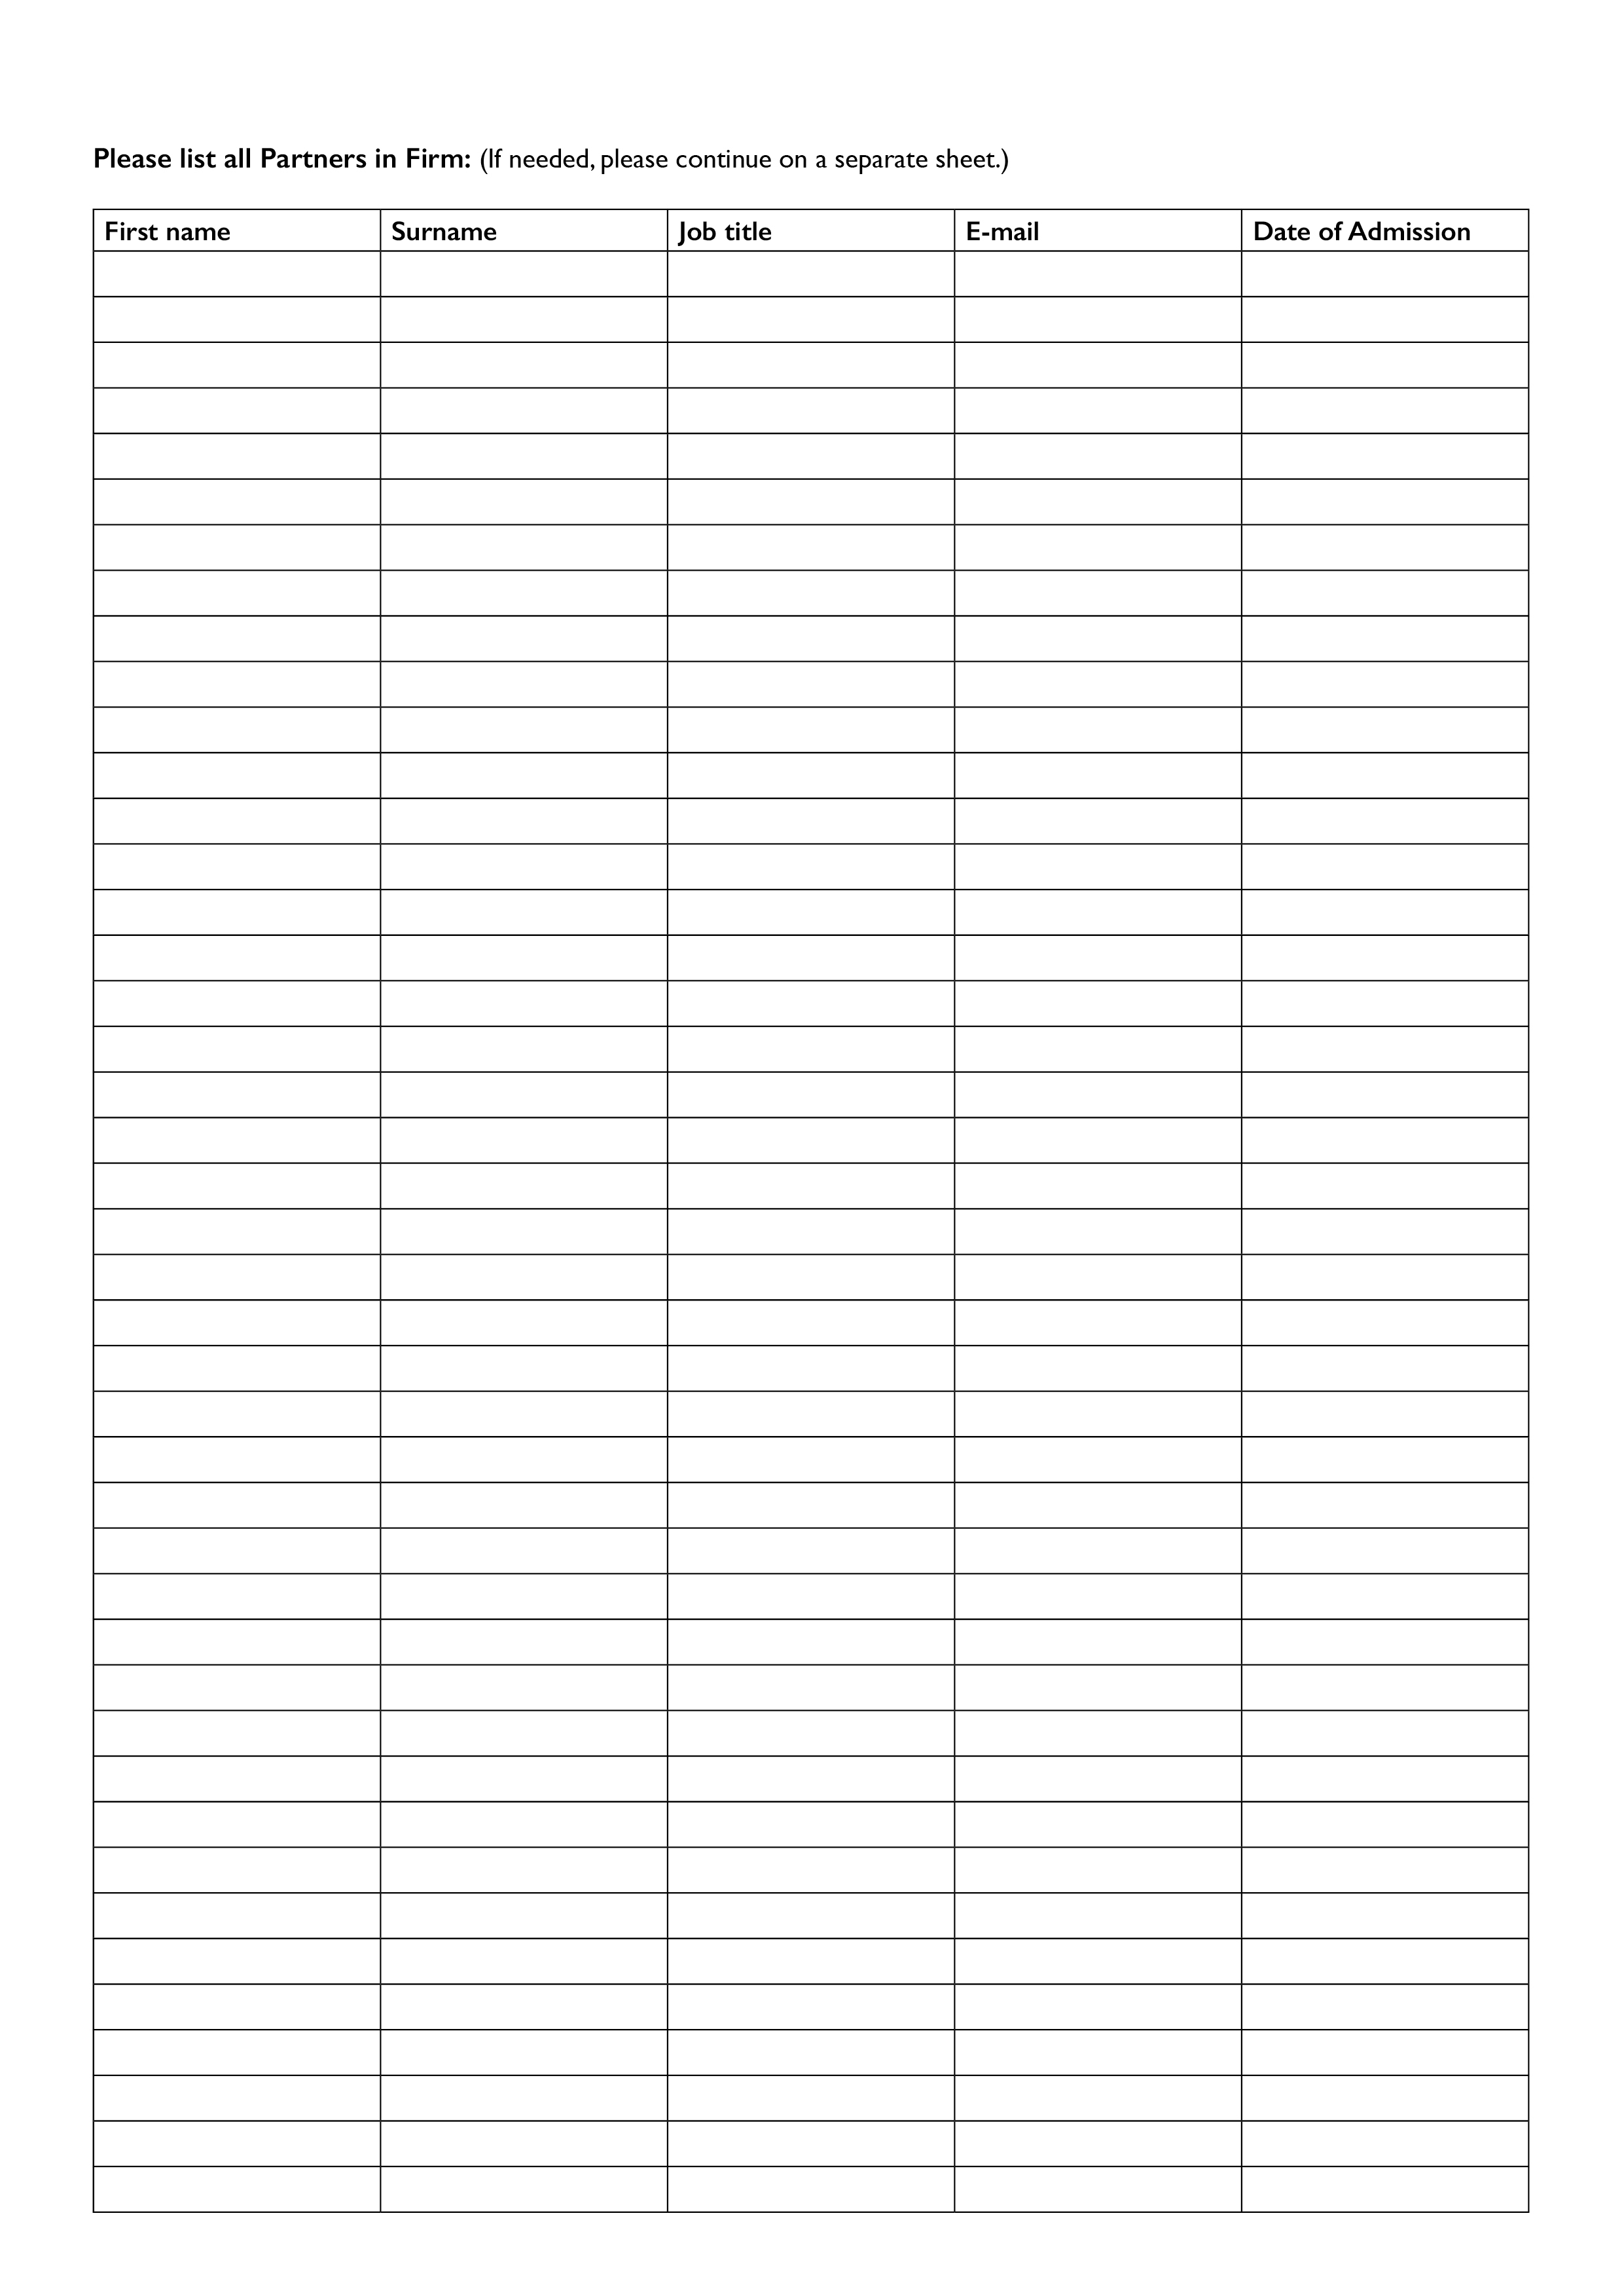 Please list all Partners in Firm: (If needed, please continue on a separate sheet.)
First name Surname Job title E-mail Date of Admission